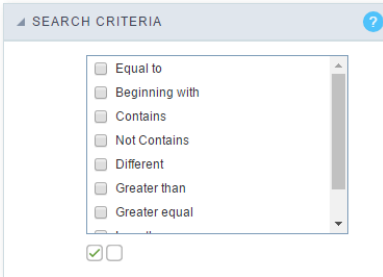 SEARCH CRITERIA
?
Equal to
Beginning with
Contains
Not Contains
Different
Greater than
Greater equal